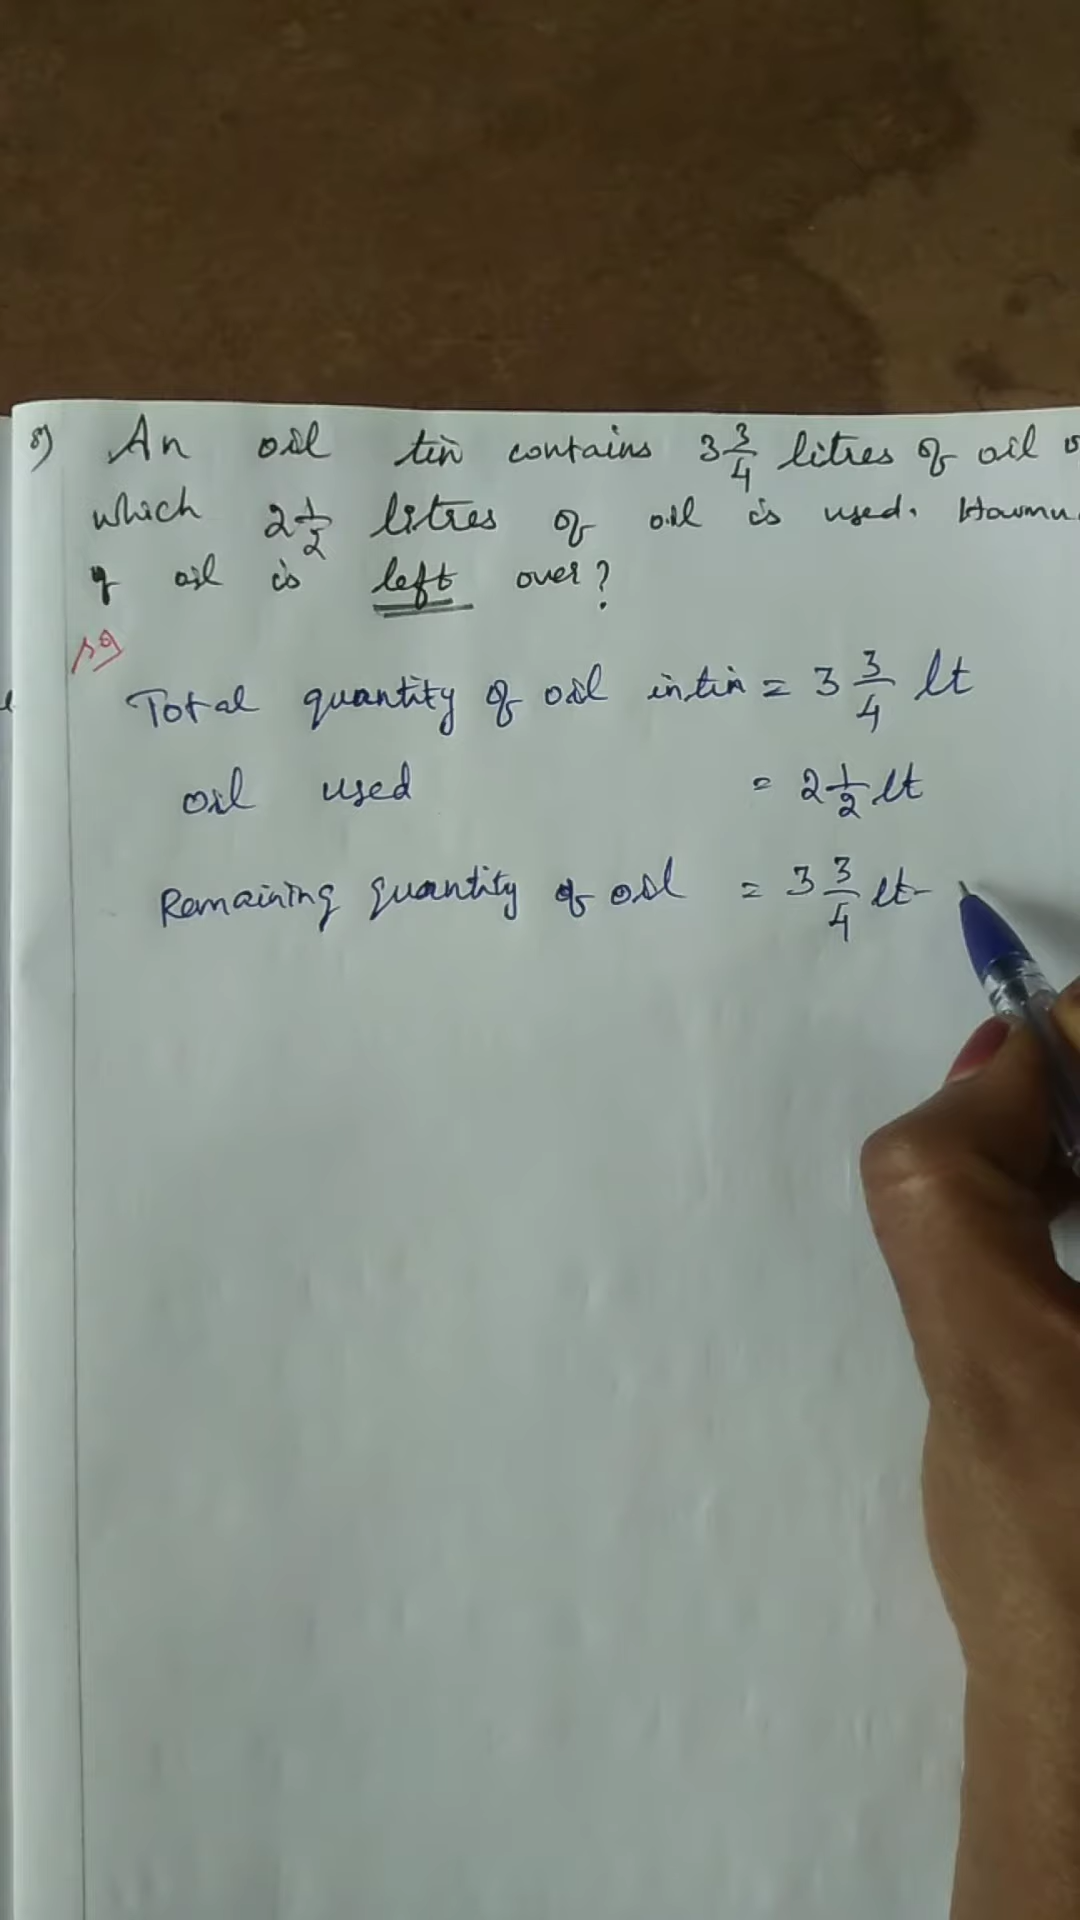 8) An oil tin contains 3 3/4 litres of oil
which 2 1/2 litres of oil is used. Howmu
of oil is left over?
Total quantity of oil in tin = 3 3/4 lt
oil used = 2 1/2 lt
Remaining quantity of oil = 3 3/4 lt -